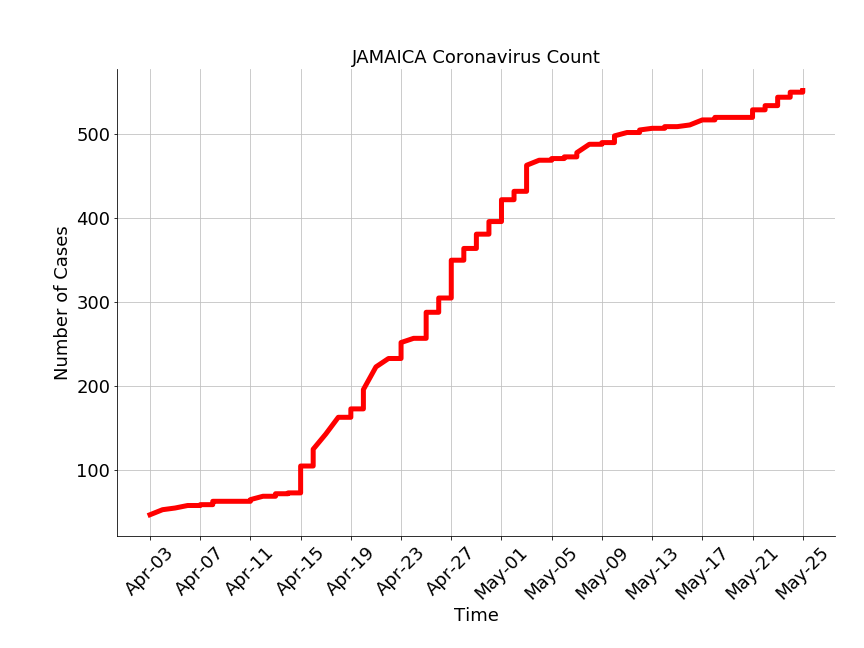 JAMAICA Coronavirus Count
Number of Cases
500
400
300
200
100
Apr-03
Apr-07
Apr-11
Apr-15
Apr-19
Apr-23
Apr-27
May-01
May-05
May-09
May-13
May-17
May-21
May-25
Time